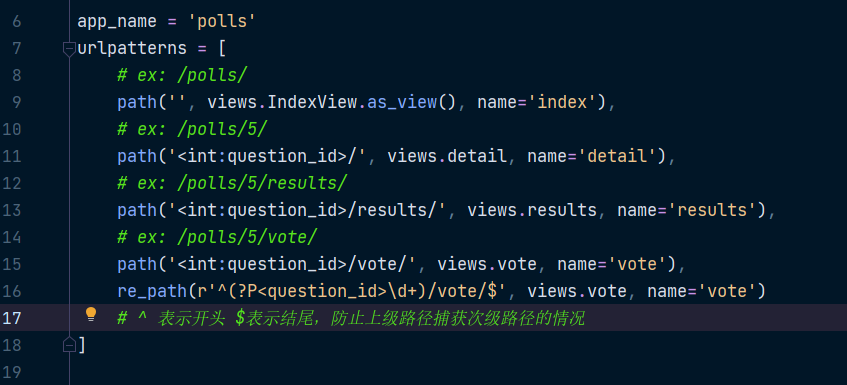 6 app_name = 'polls'
7 urlpatterns = [
8 # ex: /polls/
9 path('', views.IndexView.as_view(), name='index'),
10 # ex: /polls/5/
11 path('<int:question_id>/', views.detail, name='detail'),
12 # ex: /polls/5/results/
13 path('<int:question_id>/results/', views.results, name='results'),
14 # ex: /polls/5/vote/
15 path('<int:question_id>/vote/', views.vote, name='vote'),
16 re_path(r'^(?P<question_id>\d+)/vote/$', views.vote, name='vote')
17 # ^ 表示开头 $表示结尾，防止上级路径捕获次级路径的情况
18 ]
19